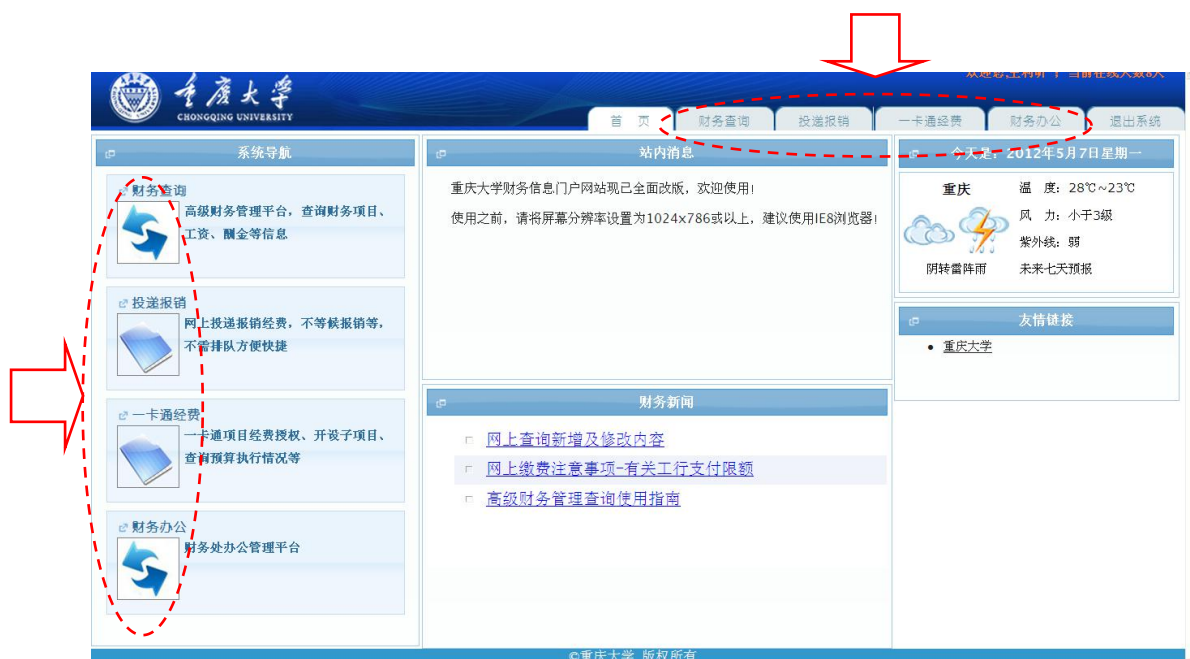 重庆大学
CHONGQING UNIVERSITY
当前在线人数8人
首 页
财务查询
投递报销
一卡通经费
财务办公
退出系统
系统导航
财务查询
高级财务管理平台，查询财务项目、
工资、酬金等信息
投递报销
网上投递报销经费，不等候报销等，
不需排队方便快捷
一卡通经费
一卡通项目经费授权、开设子项目、
查询预算执行情况等
财务办公
财务处办公管理平台
站内消息
重庆大学财务信息门户网站现已全面改版，欢迎使用！
使用之前，请将屏幕分辨率设置为1024x786或以上，建议使用IE8浏览器！
财务新闻
网上查询新增及修改内容
网上缴费注意事项-有关工行支付限额
高级财务管理查询使用指南
今天是：2012年5月7日星期一
重庆
温 度：28℃~23℃
风 力：小于3级
紫外线：弱
阴转雷阵雨
未来七天预报
友情链接
重庆大学
©重庆大学 版权所有